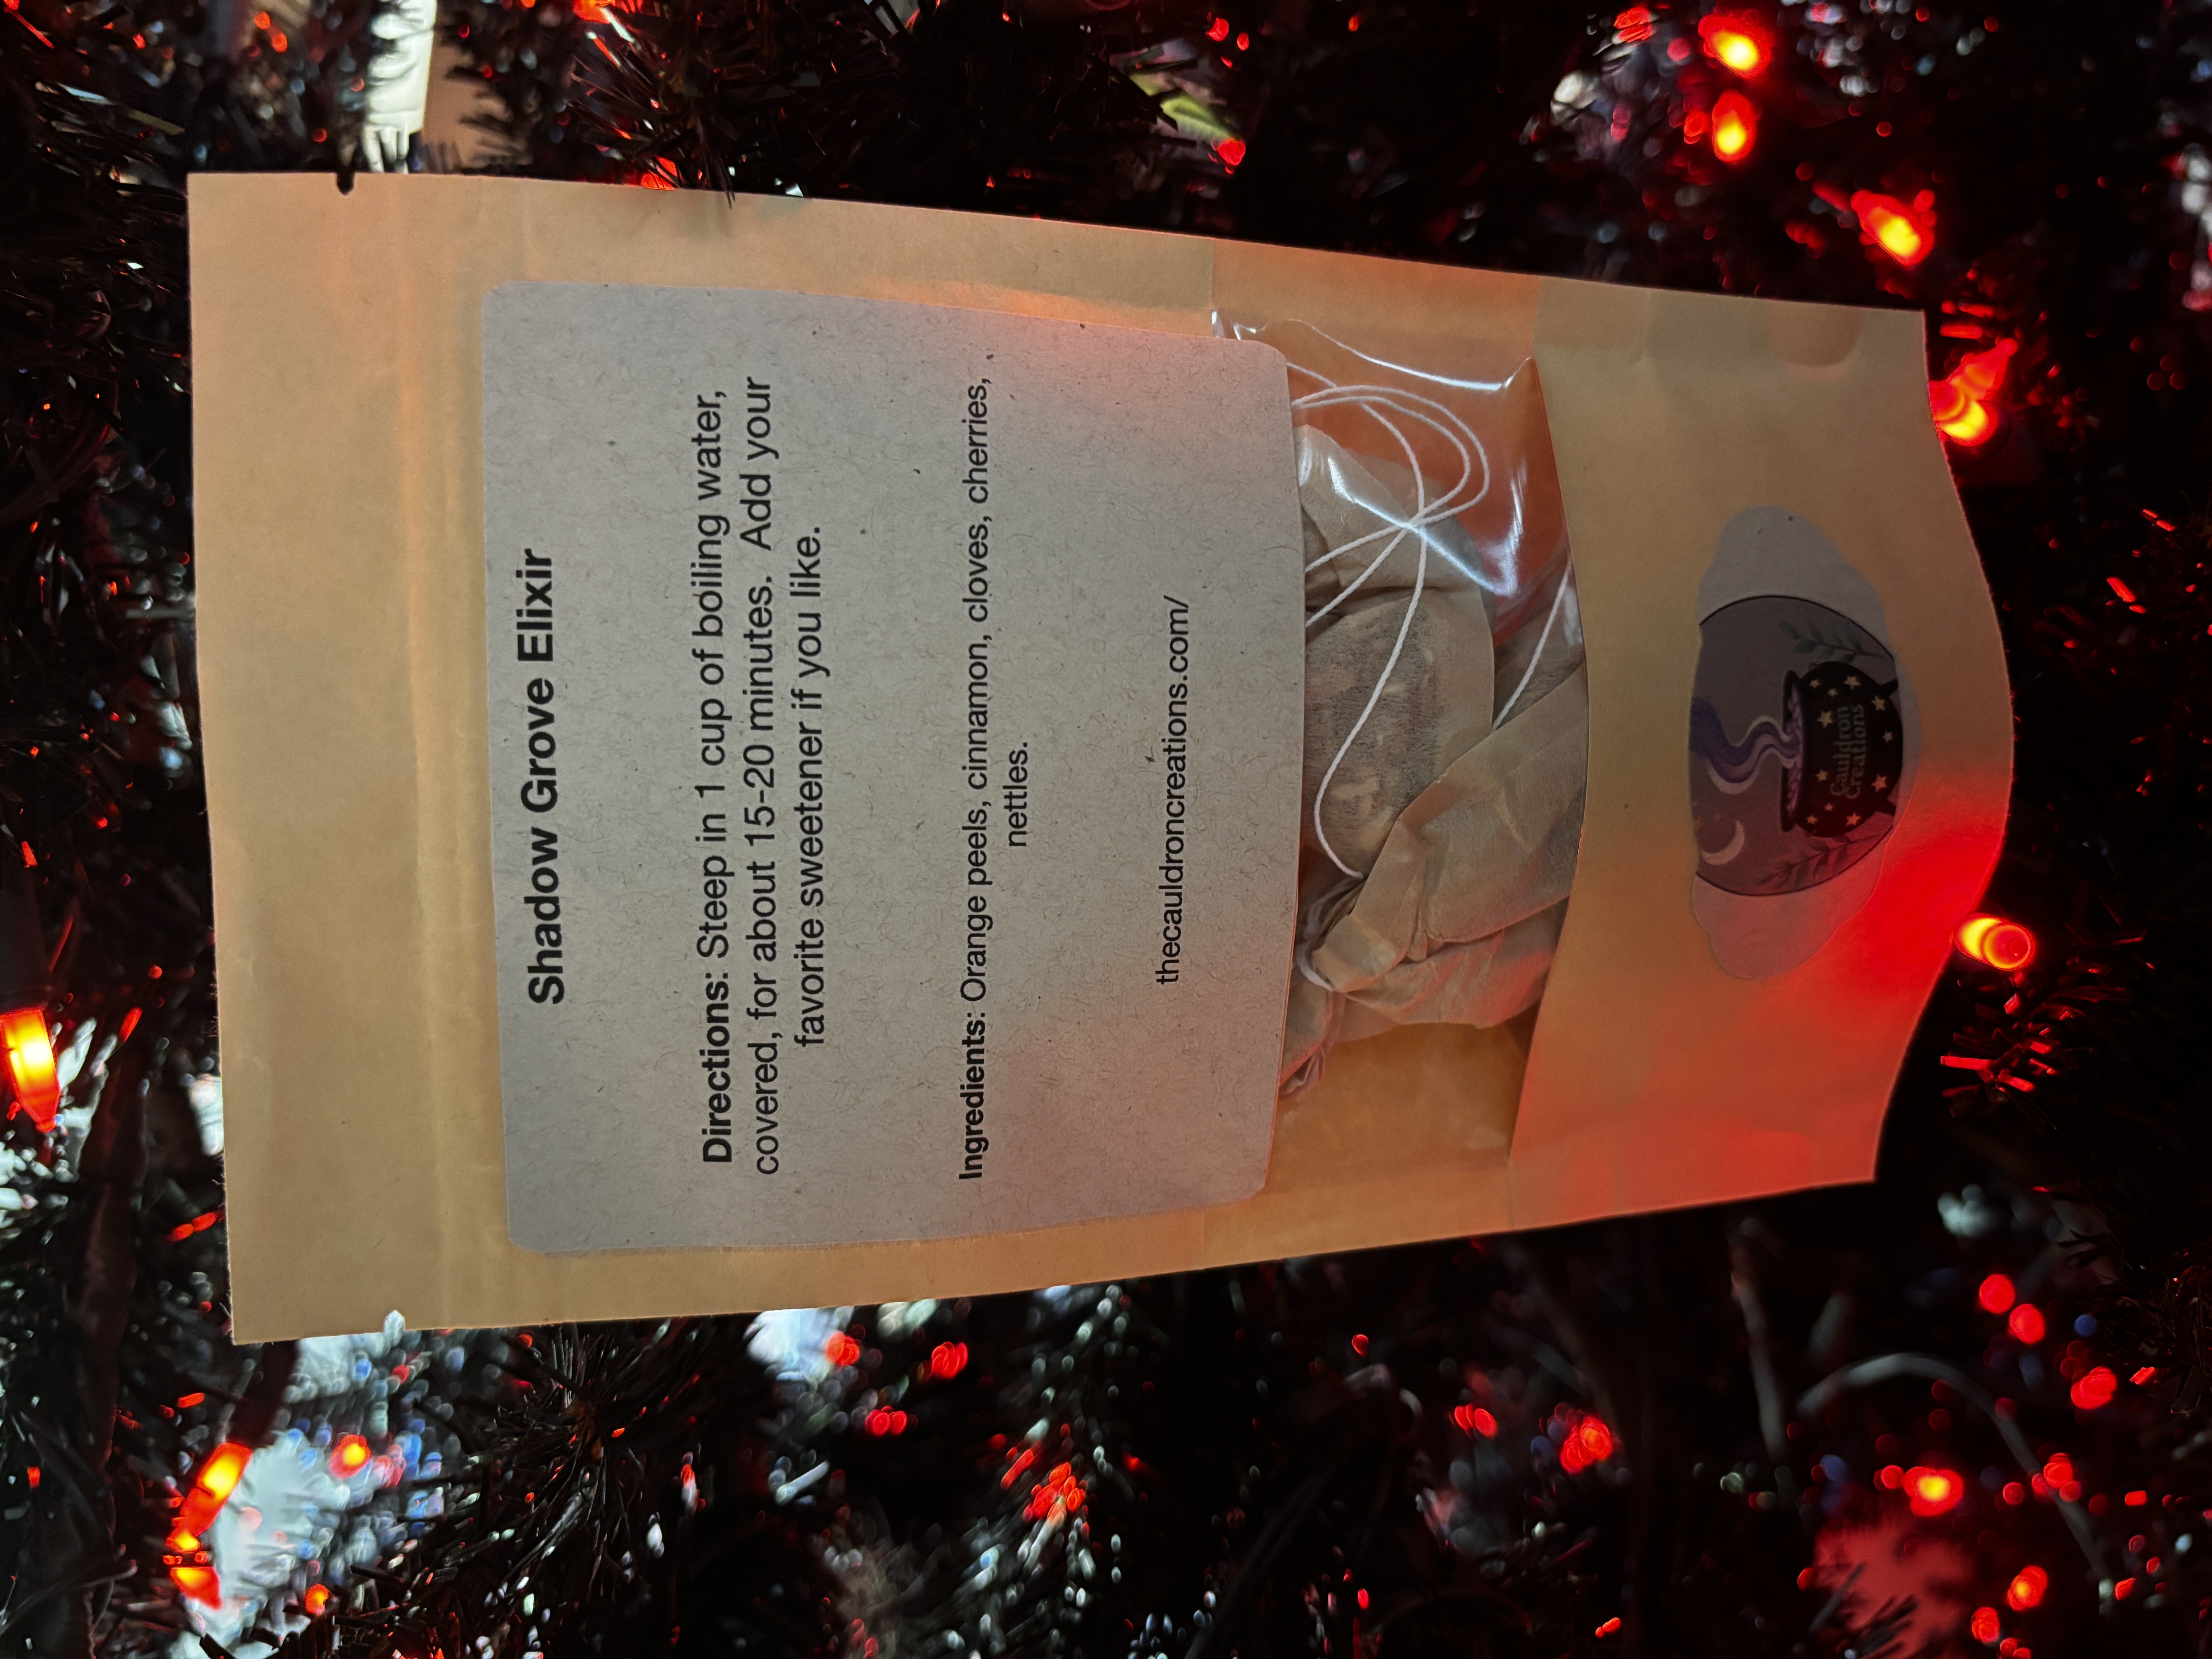 Shadow Grove Elixir
Directions: Steep in 1 cup of boiling water,
covered, for about 15-20 minutes.  Add your
favorite sweetener if you like.
Ingredients: Orange peels, cinnamon, cloves, cherries,
nettles.
thecauldroncreations.com/
Cauldron
Creations